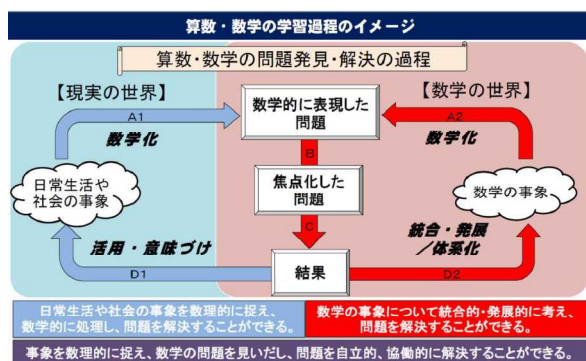 算数・数学の学習過程のイメージ
算数・数学の問題発見・解決の過程
【現実の世界】
【数学の世界】
A1
数学化
数学的に表現した
問題
A2
数学化
B
日常生活や
社会の事象
焦点化した
問題
数学の事象
C
活用・意味づけ
統合・発展
／体系化
D1
結果
D2
日常生活や社会の事象を数理的に捉え、
数学的に処理し、問題を解決することができる。
数学の事象について統合的・発展的に考え、
問題を解決することができる。
事象を数理的に捉え、数学の問題を見いだし、問題を自立的、協働的に解決することができる。